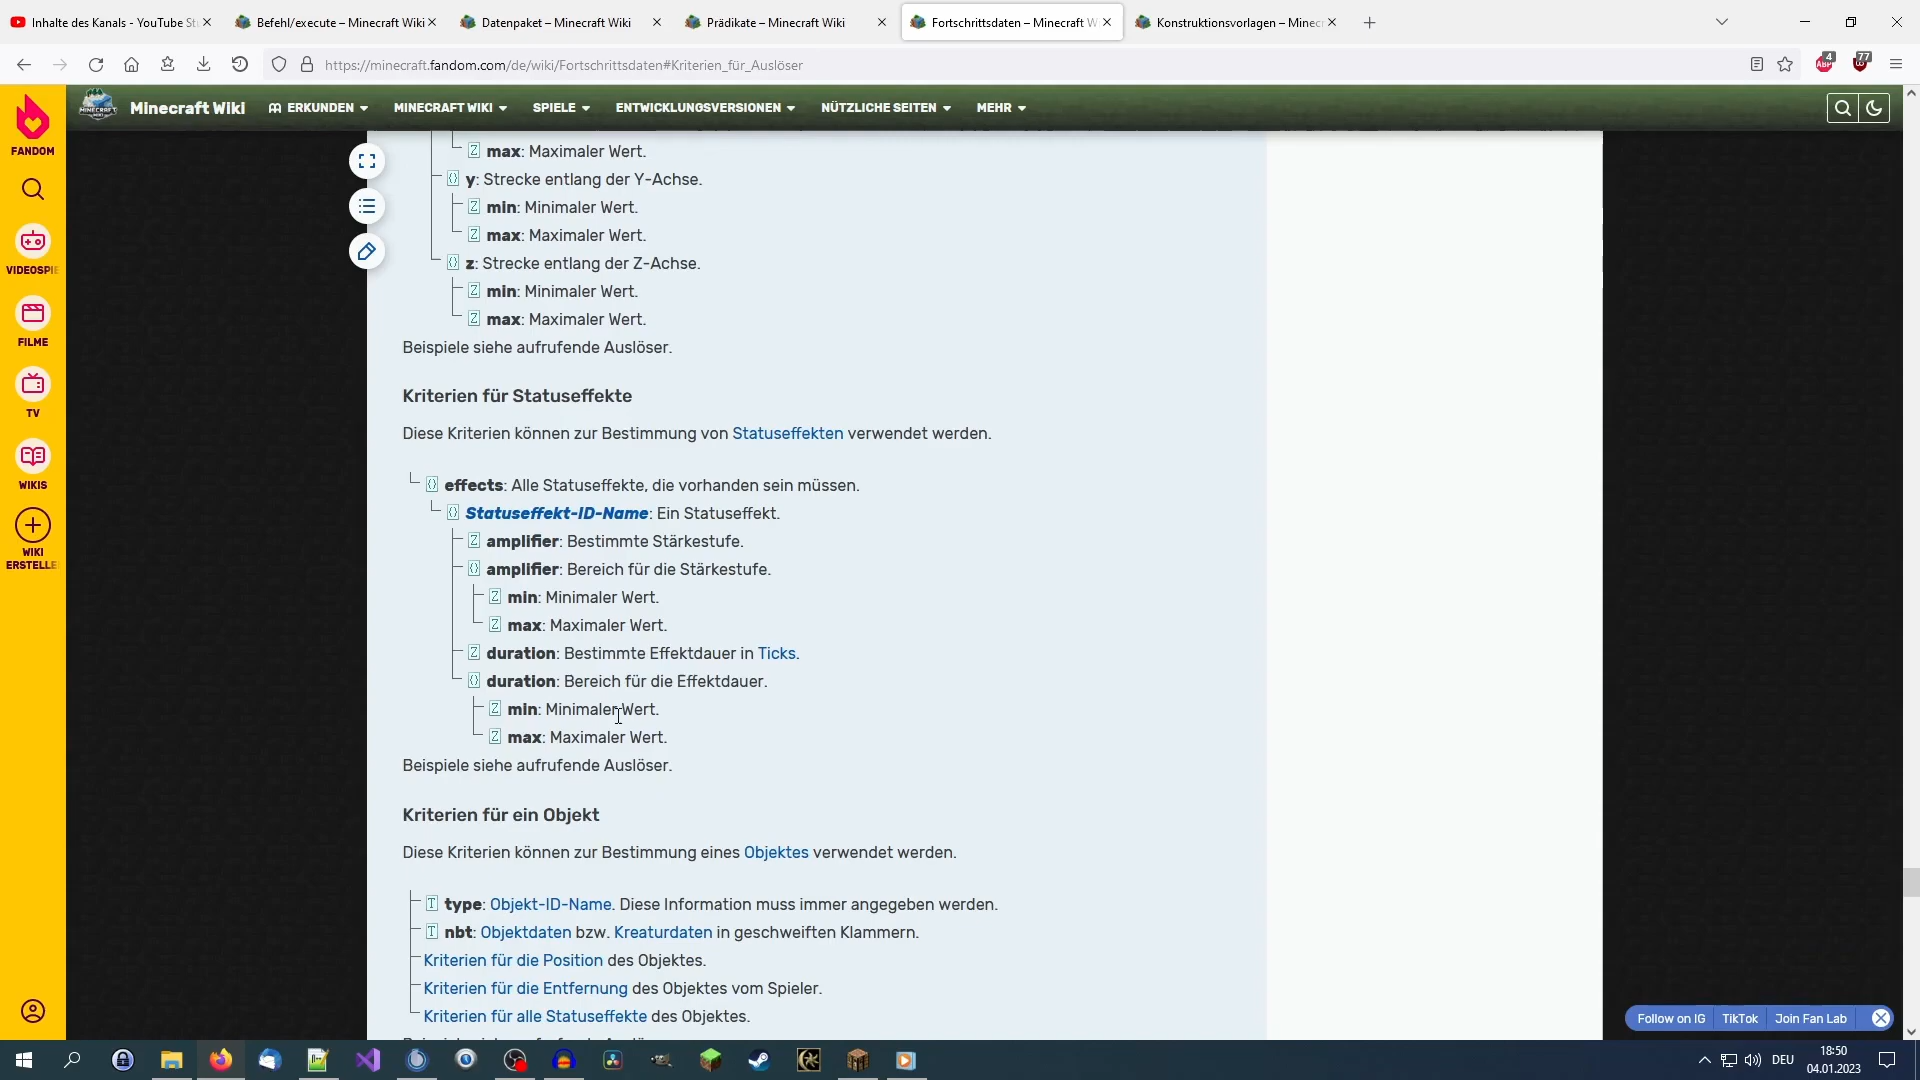 Inhalte des Kanals - YouTube St
Befehl/execute – Minecraft Wiki
Datenpaket – Minecraft Wiki
Prädikate – Minecraft Wiki
Fortschrittsdaten – Minecraft W
Konstruktionsvorlagen – Minec
https://minecraft.fandom.com/de/wiki/Fortschrittsdaten#Kriterien_für_Auslöser
4
77
FANDOM
VIDEOSPIE
FILME
TV
WIKIS
WIKI
ERSTELLE
Minecraft Wiki
ERKUNDEN
MINECRAFT WIKI
SPIELE
ENTWICKLUNGSVERSIONEN
NÜTZLICHE SEITEN
MEHR
Z max: Maximaler Wert.
{} y: Strecke entlang der Y-Achse.
Z min: Minimaler Wert.
Z max: Maximaler Wert.
{} z: Strecke entlang der Z-Achse.
Z min: Minimaler Wert.
Z max: Maximaler Wert.
Beispiele siehe aufrufende Auslöser.
Kriterien für Statuseffekte
Diese Kriterien können zur Bestimmung von Statuseffekten verwendet werden.
{} effects: Alle Statuseffekte, die vorhanden sein müssen.
{} Statuseffekt-ID-Name: Ein Statuseffekt.
Z amplifier: Bestimmte Stärkestufe.
{} amplifier: Bereich für die Stärkestufe.
Z min: Minimaler Wert.
Z max: Maximaler Wert.
Z duration: Bestimmte Effektdauer in Ticks.
{} duration: Bereich für die Effektdauer.
Z min: Minimaler Wert.
Z max: Maximaler Wert.
Beispiele siehe aufrufende Auslöser.
Kriterien für ein Objekt
Diese Kriterien können zur Bestimmung eines Objektes verwendet werden.
T type: Objekt-ID-Name. Diese Information muss immer angegeben werden.
T nbt: Objektdaten bzw. Kreaturdaten in geschweiften Klammern.
Kriterien für die Position des Objektes.
Kriterien für die Entfernung des Objektes vom Spieler.
Kriterien für alle Statuseffekte des Objektes.
Follow on IG
TikTok
Join Fan Lab
DEU
18:50
04.01.2023